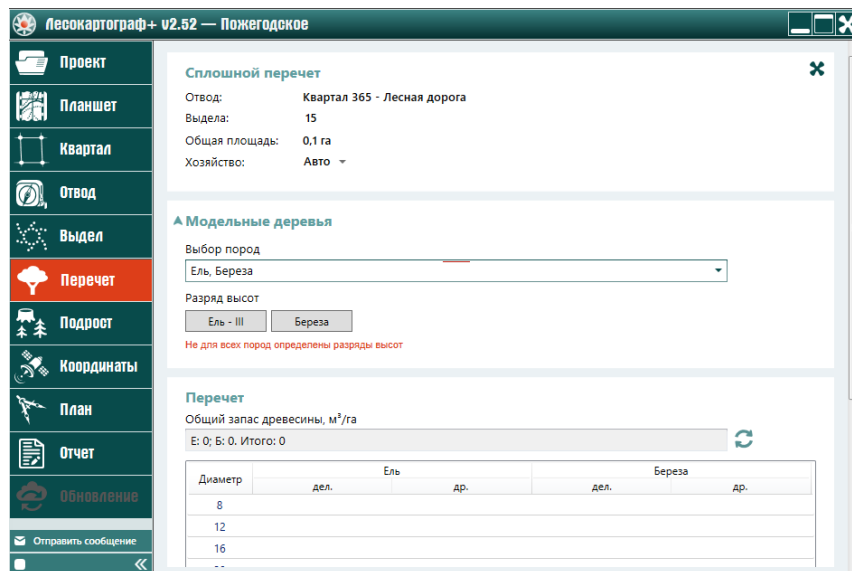 Лесокартограф+ v2.52 — Пожегодское
Проект
Планшет
Квартал
Отвод
Выдел
Перечет
Подрост
Координаты
План
Отчет
Обновление
Отправить сообщение
Сплошной перечет
Отвод: Квартал 365 - Лесная дорога
Выдела: 15
Общая площадь: 0,1 га
Хозяйство: Авто
Модельные деревья
Выбор пород
Ель, Береза
Разряд высот
Ель - III Береза
Не для всех пород определены разряды высот
Перечет
Общий запас древесины, м³/га
Е: 0; Б: 0. Итого: 0
Диаметр Ель Береза
дел. др. дел. др.
8
12
16